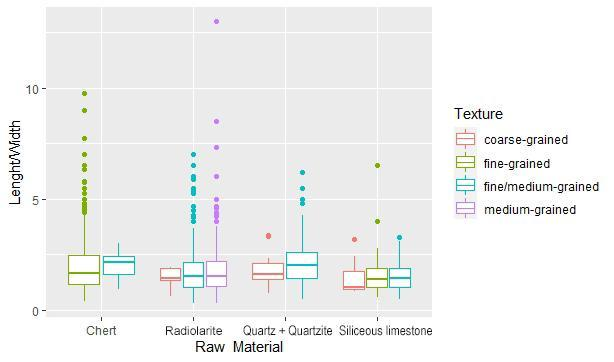 Lenght/Width
10
5
0
Chert Radiolarite Quartz + Quartzite Siliceous limestone
Raw Material
Texture
coarse-grained
fine-grained
fine/medium-grained
medium-grained